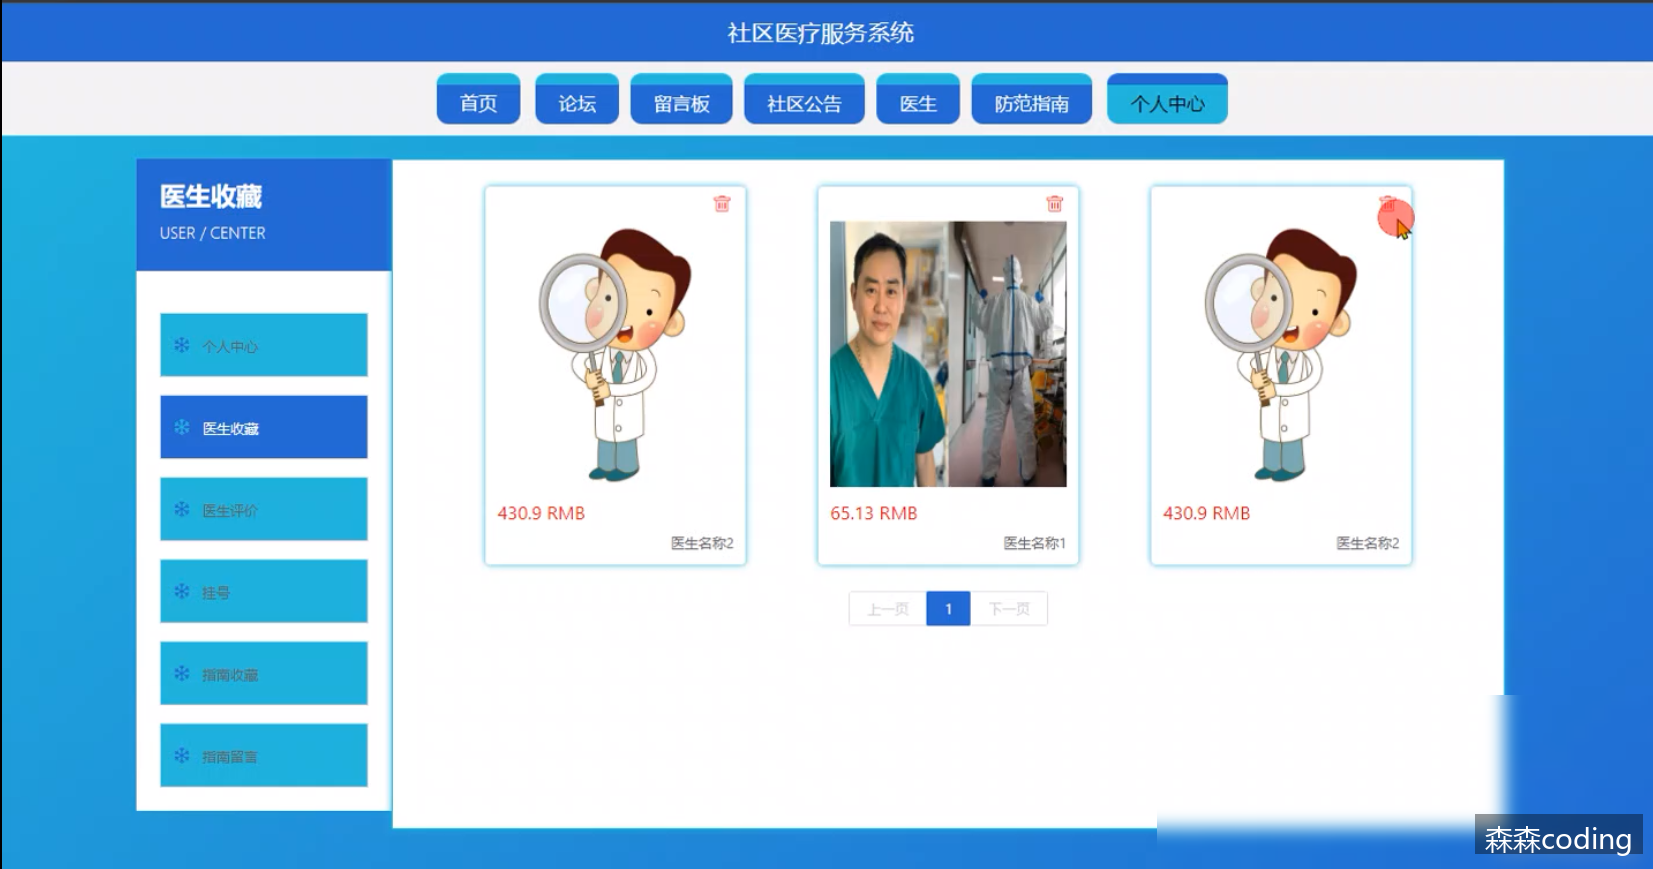 社区医疗服务系统
首页 论坛 留言板 社区公告 医生 防范指南 个人中心
医生收藏
USER / CENTER
个人中心
医生收藏
医生评价
挂号
指南收藏
指南留言
430.9 RMB
医生名称2
65.13 RMB
医生名称1
430.9 RMB
医生名称2
上一页 1 下一页
森森coding